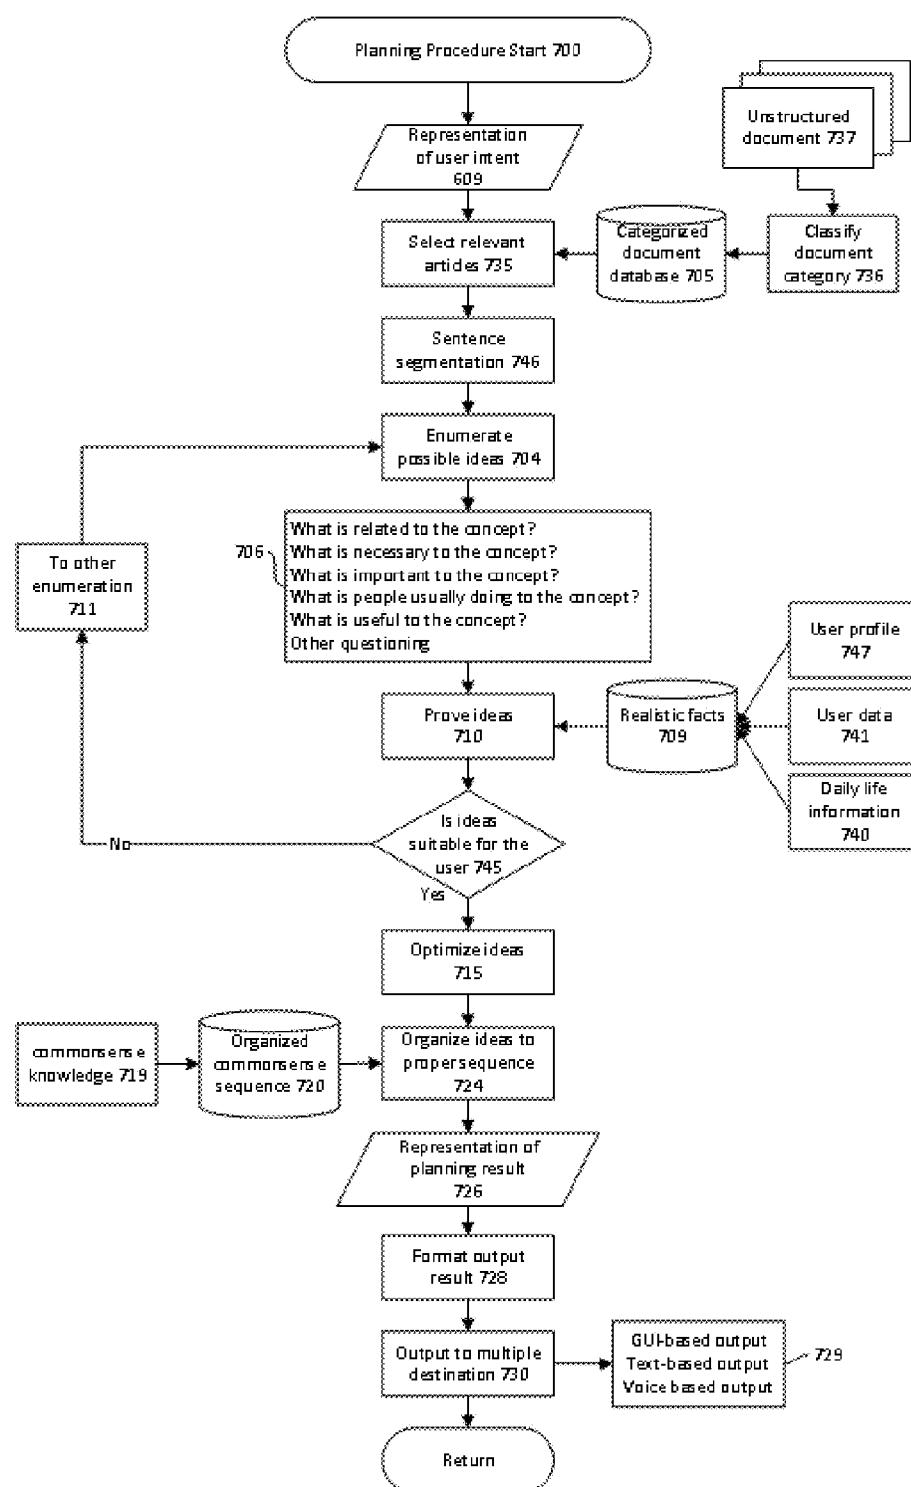 Planning Procedure Start 700
Representation
of user intent
609
Unstructured
document 737
Select relevant
articles 735
Categorized
document
database 705
Classify
document
category 736
Sentence
segmentation 746
Enumerate
possible ideas 704
To other
enumeration
711
706
What is related to the concept?
What is necessary to the concept?
What is important to the concept?
What is people usually doing to the concept?
What is useful to the concept?
Other questioning
User profile
747
Prove ideas
710
Realistic facts
709
User data
741
Daily life
information
740
Is ideas
suitable for the
user 745
No
Yes
Optimize ideas
715
commonsense
knowledge 719
Organized
commonsense
sequence 720
Organize ideas to
proper sequence
724
Representation of
planning result
726
Format output
result 728
Output to multiple
destination 730
GUI-based output
Text-based output
Voice based output
729
Return